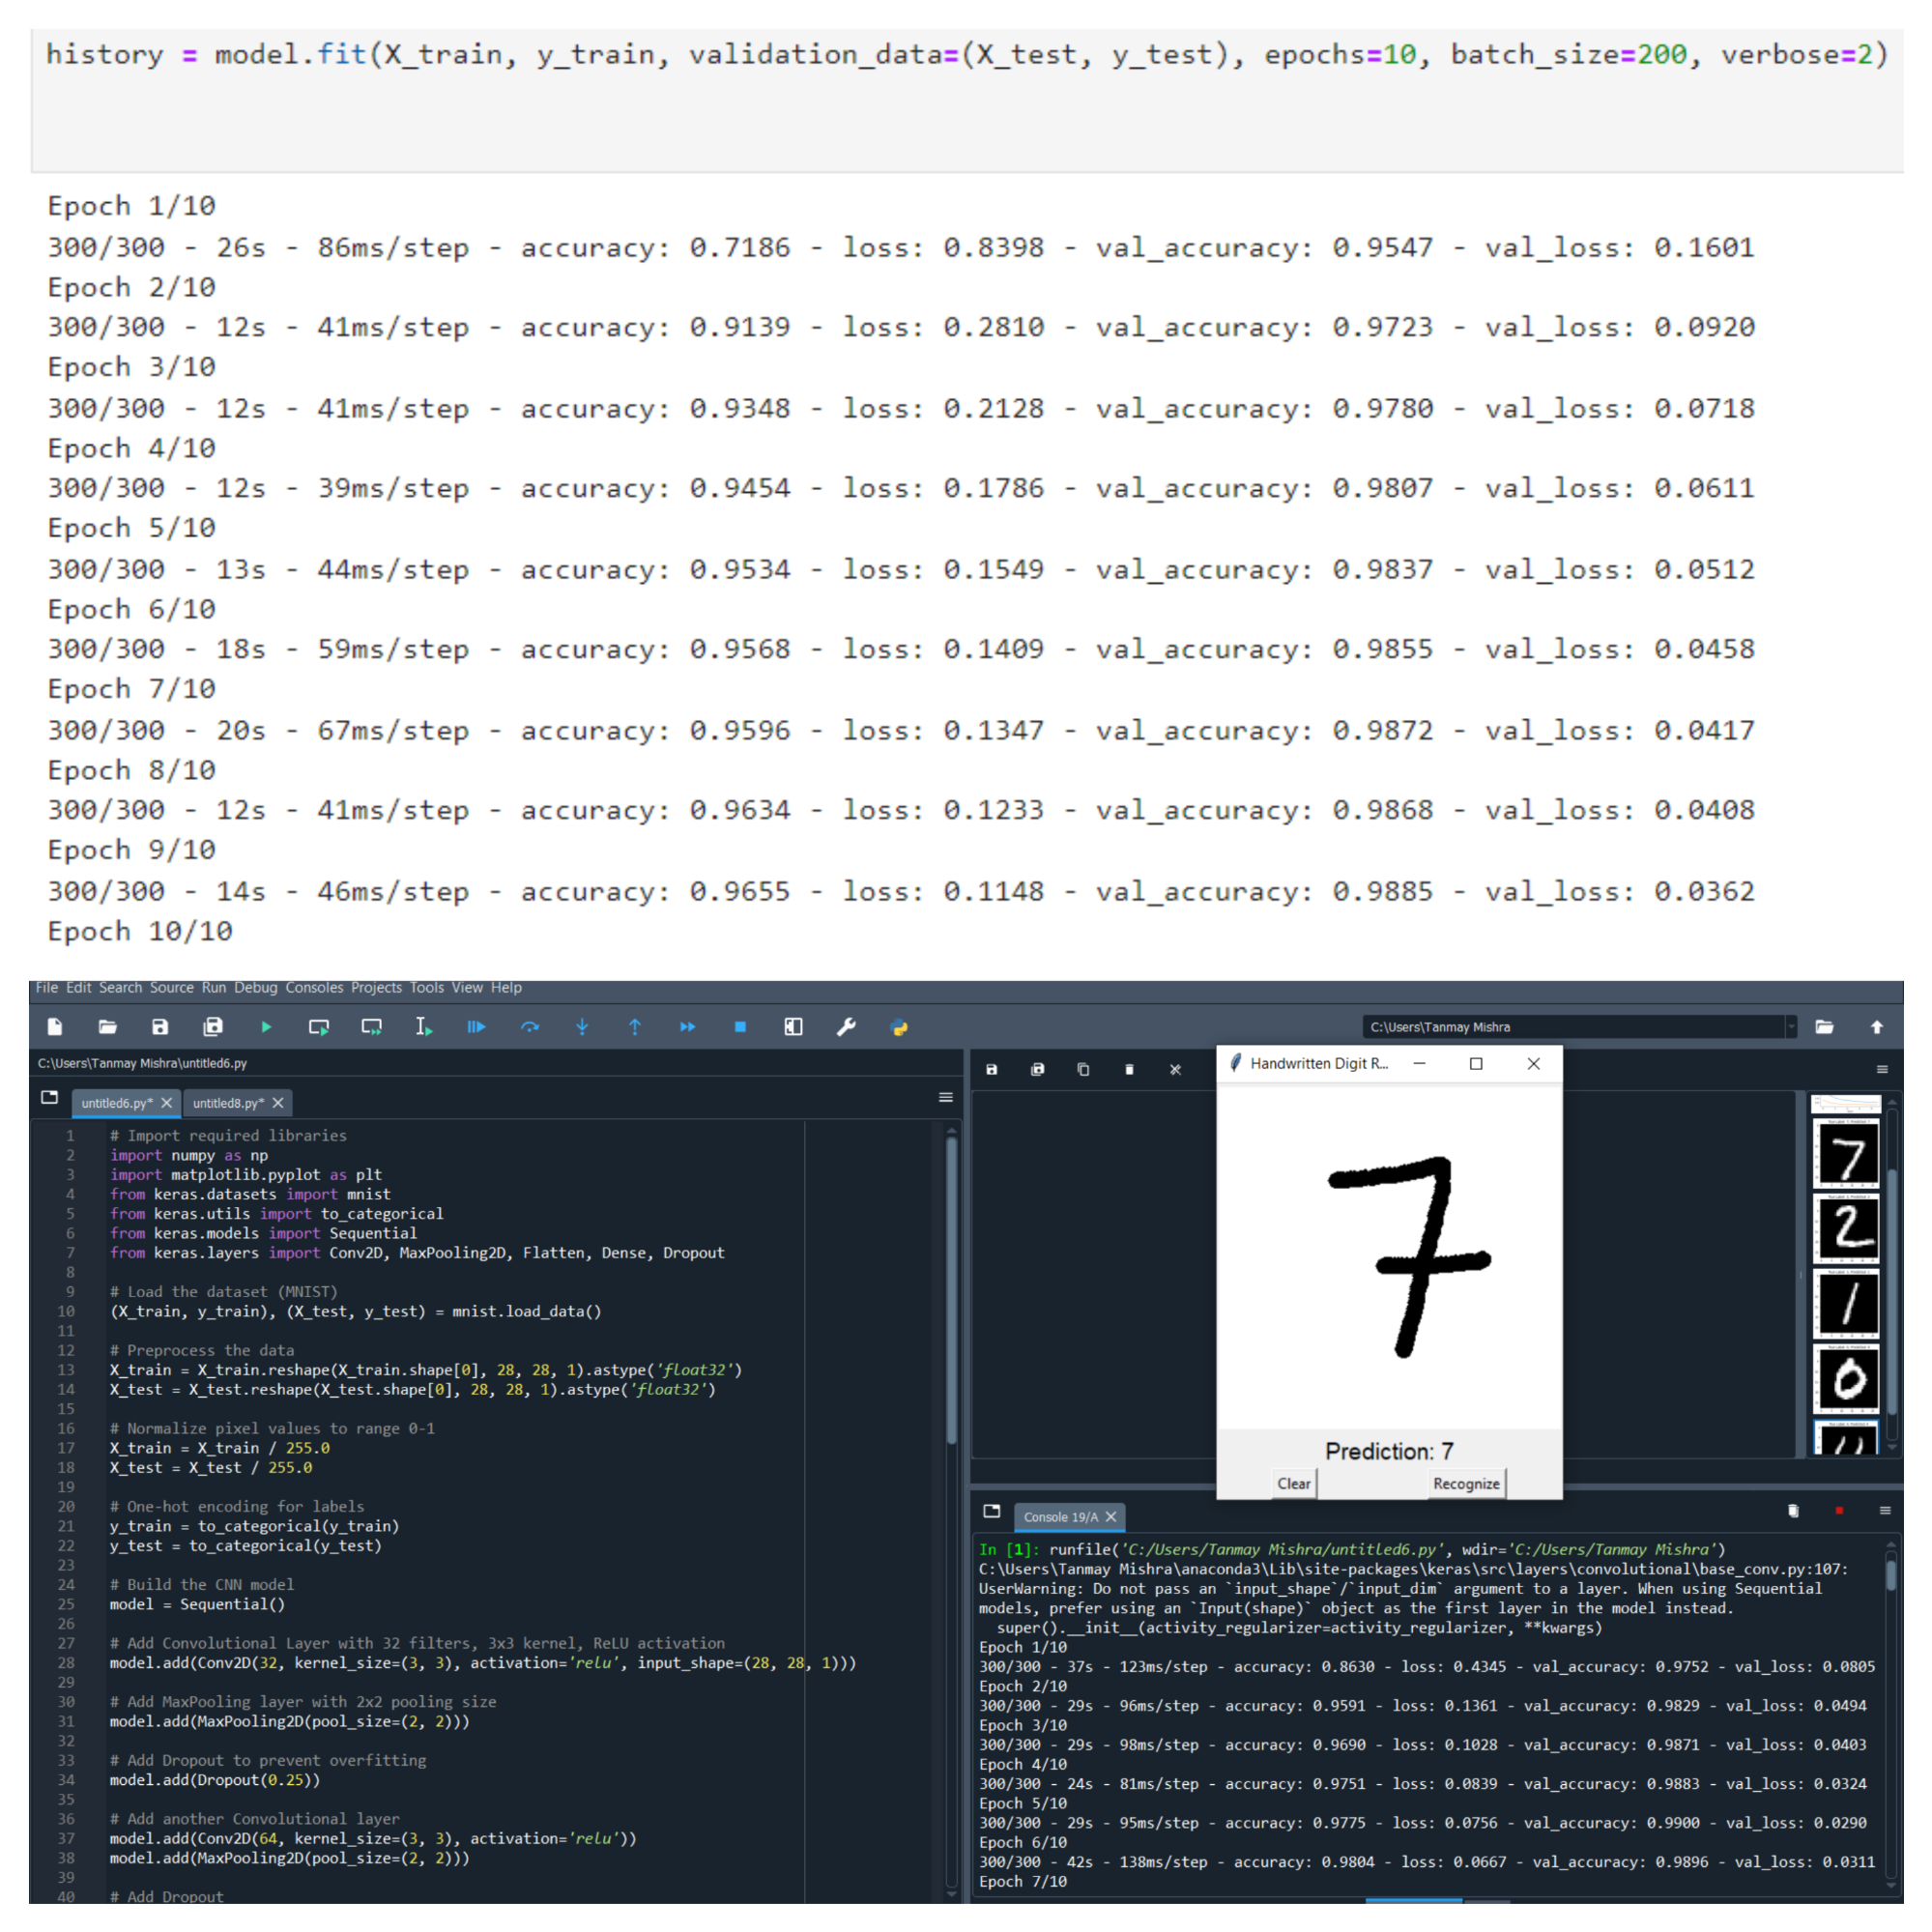 history = model.fit(X_train, y_train, validation_data=(X_test, y_test), epochs=10, batch_size=200, verbose=2)
Epoch 1/10
300/300 - 26s - 86ms/step - accuracy: 0.7186 - loss: 0.8398 - val_accuracy: 0.9547 - val_loss: 0.1601
Epoch 2/10
300/300 - 12s - 41ms/step - accuracy: 0.9139 - loss: 0.2810 - val_accuracy: 0.9723 - val_loss: 0.0920
Epoch 3/10
300/300 - 12s - 41ms/step - accuracy: 0.9348 - loss: 0.2128 - val_accuracy: 0.9780 - val_loss: 0.0718
Epoch 4/10
300/300 - 12s - 39ms/step - accuracy: 0.9454 - loss: 0.1786 - val_accuracy: 0.9807 - val_loss: 0.0611
Epoch 5/10
300/300 - 13s - 44ms/step - accuracy: 0.9534 - loss: 0.1549 - val_accuracy: 0.9837 - val_loss: 0.0512
Epoch 6/10
300/300 - 18s - 59ms/step - accuracy: 0.9568 - loss: 0.1409 - val_accuracy: 0.9855 - val_loss: 0.0458
Epoch 7/10
300/300 - 20s - 67ms/step - accuracy: 0.9596 - loss: 0.1347 - val_accuracy: 0.9872 - val_loss: 0.0417
Epoch 8/10
300/300 - 12s - 41ms/step - accuracy: 0.9634 - loss: 0.1233 - val_accuracy: 0.9868 - val_loss: 0.0408
Epoch 9/10
300/300 - 14s - 46ms/step - accuracy: 0.9655 - loss: 0.1148 - val_accuracy: 0.9885 - val_loss: 0.0362
Epoch 10/10
File Edit Search Source Run Debug Consoles Projects Tools View Help
C:\Users\Tanmay Mishra
C:\Users\Tanmay Mishra\untitled6.py
untitled6.py* untitled8.py*
1 # Import required libraries
2 import numpy as np
3 import matplotlib.pyplot as plt
4 from keras.datasets import mnist
5 from keras.utils import to_categorical
6 from keras.models import Sequential
7 from keras.layers import Conv2D, MaxPooling2D, Flatten, Dense, Dropout
8
9 # Load the dataset (MNIST)
10 (X_train, y_train), (X_test, y_test) = mnist.load_data()
11
12 # Preprocess the data
13 X_train = X_train.reshape(X_train.shape[0], 28, 28, 1).astype('float32')
14 X_test = X_test.reshape(X_test.shape[0], 28, 28, 1).astype('float32')
15
16 # Normalize pixel values to range 0-1
17 X_train = X_train / 255.0
18 X_test = X_test / 255.0
19
20 # One-hot encoding for labels
21 y_train = to_categorical(y_train)
22 y_test = to_categorical(y_test)
23
24 # Build the CNN model
25 model = Sequential()
26
27 # Add Convolutional Layer with 32 filters, 3x3 kernel, ReLU activation
28 model.add(Conv2D(32, kernel_size=(3, 3), activation='relu', input_shape=(28, 28, 1)))
29
30 # Add MaxPooling layer with 2x2 pooling size
31 model.add(MaxPooling2D(pool_size=(2, 2)))
32
33 # Add Dropout to prevent overfitting
34 model.add(Dropout(0.25))
35
36 # Add another Convolutional layer
37 model.add(Conv2D(64, kernel_size=(3, 3), activation='relu'))
38 model.add(MaxPooling2D(pool_size=(2, 2)))
39
40 # Add Dropout
Handwritten Digit R...
7
Prediction: 7
Clear Recognize
7
2
1
0
Console 19/A
In [1]: runfile('C:/Users/Tanmay Mishra/untitled6.py', wdir='C:/Users/Tanmay Mishra')
C:\Users\Tanmay Mishra\anaconda3\Lib\site-packages\keras\src\layers\convolutional\base_conv.py:107:
UserWarning: Do not pass an `input_shape`/`input_dim` argument to a layer. When using Sequential
models, prefer using an `Input(shape)` object as the first layer in the model instead.
super().__init__(activity_regularizer=activity_regularizer, **kwargs)
Epoch 1/10
300/300 - 37s - 123ms/step - accuracy: 0.8630 - loss: 0.4345 - val_accuracy: 0.9752 - val_loss: 0.0805
Epoch 2/10
300/300 - 29s - 96ms/step - accuracy: 0.9591 - loss: 0.1361 - val_accuracy: 0.9829 - val_loss: 0.0494
Epoch 3/10
300/300 - 29s - 98ms/step - accuracy: 0.9690 - loss: 0.1028 - val_accuracy: 0.9871 - val_loss: 0.0403
Epoch 4/10
300/300 - 24s - 81ms/step - accuracy: 0.9751 - loss: 0.0839 - val_accuracy: 0.9883 - val_loss: 0.0324
Epoch 5/10
300/300 - 29s - 95ms/step - accuracy: 0.9775 - loss: 0.0756 - val_accuracy: 0.9900 - val_loss: 0.0290
Epoch 6/10
300/300 - 42s - 138ms/step - accuracy: 0.9804 - loss: 0.0667 - val_accuracy: 0.9896 - val_loss: 0.0311
Epoch 7/10